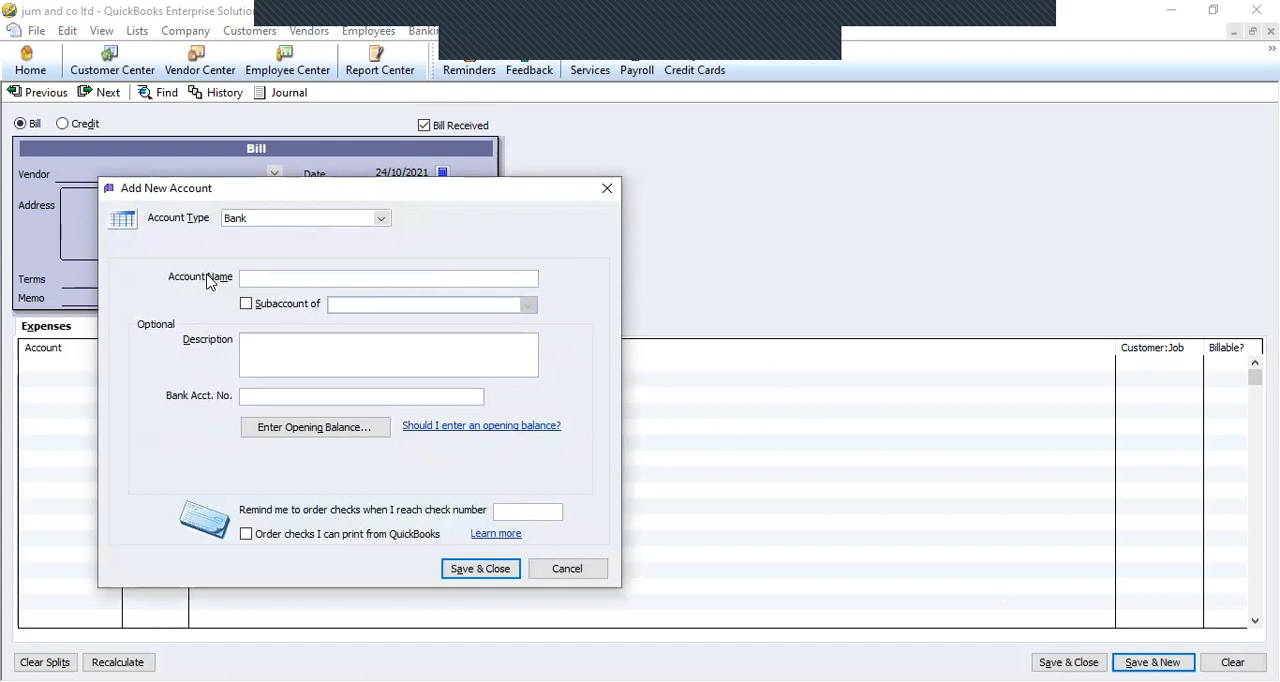 jum and co ltd - QuickBooks Enterprise Solutio
File Edit View Lists Company Customers Vendors Employees Bankin
Home Customer Center Vendor Center Employee Center Report Center Reminders Feedback Services Payroll Credit Cards
Previous Next Find History Journal
Bill Credit Bill Received
Bill
Vendor Date 24/10/2021
Address
Terms
Memo
Expenses
Account Customer:Job Billable?
Add New Account
Account Type Bank
Account Name
Subaccount of
Optional
Description
Bank Acct. No.
Enter Opening Balance... Should I enter an opening balance?
Remind me to order checks when I reach check number
Order checks I can print from QuickBooks Learn more
Save & Close Cancel
Clear Splits Recalculate Save & Close Save & New Clear